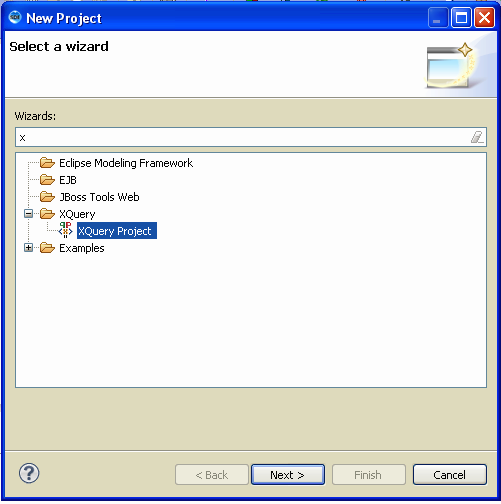 New Project
Select a wizard
Wizards:
x
Eclipse Modeling Framework
EJB
JBoss Tools Web
XQuery
XQuery Project
Examples
? < Back Next > Finish Cancel